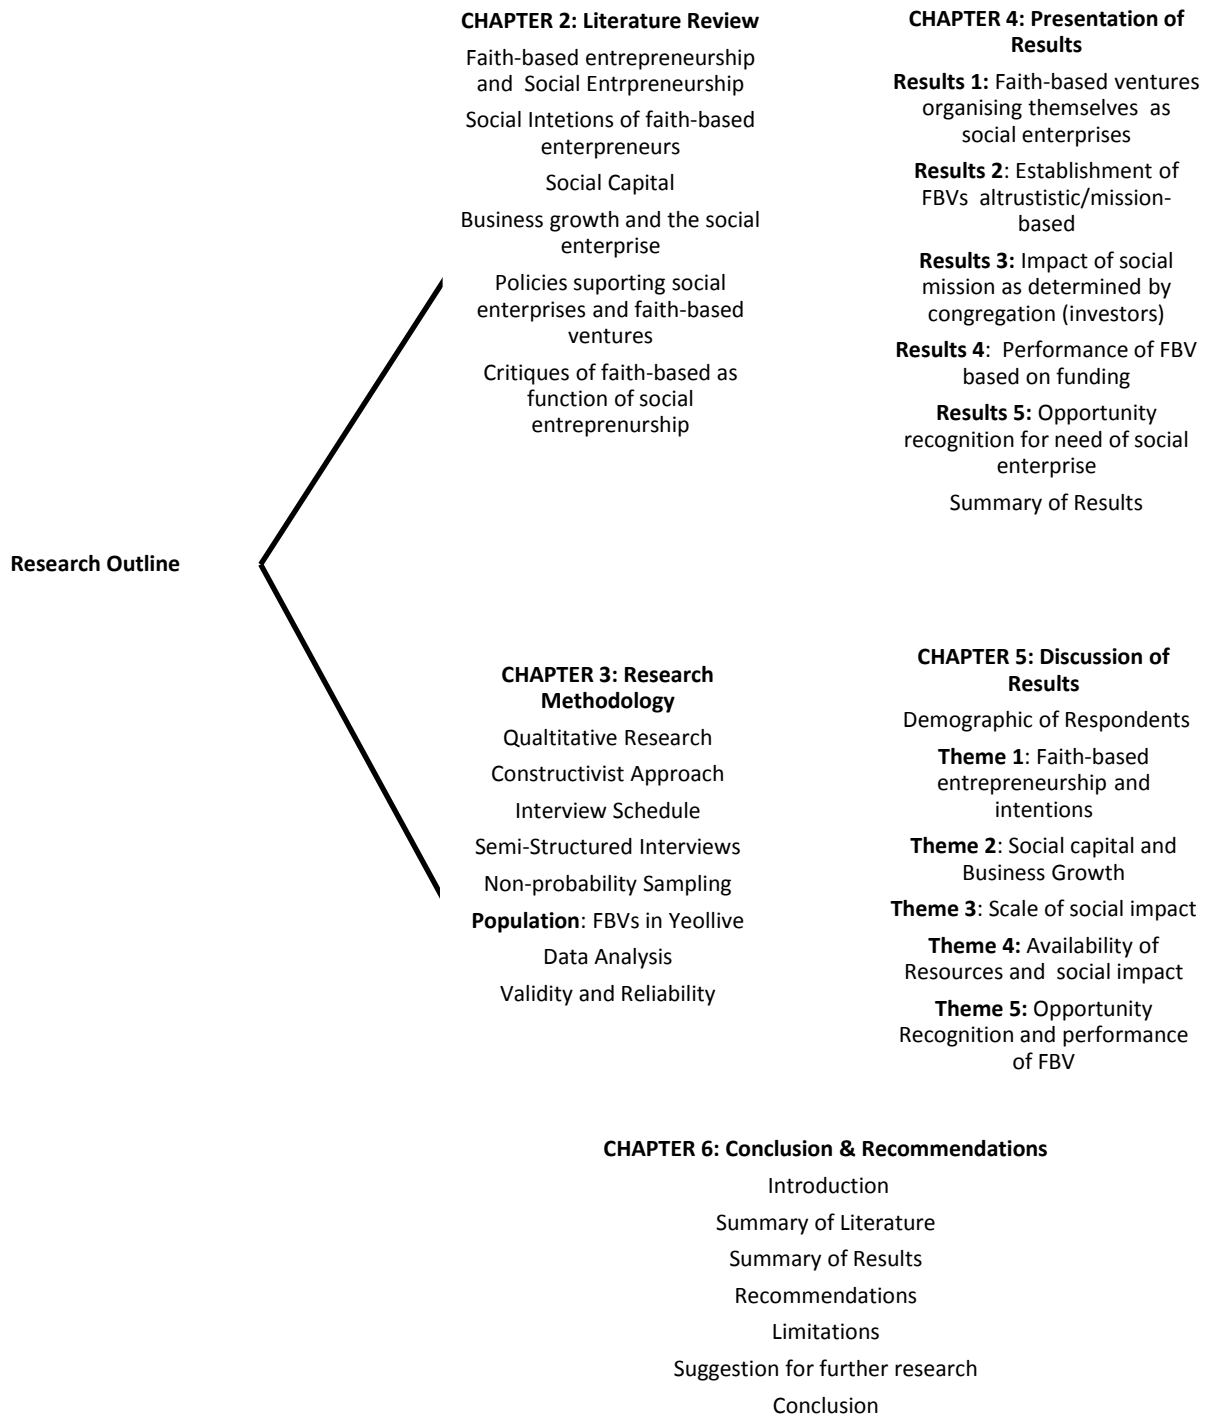 Research Outline
CHAPTER 2: Literature Review
Faith-based entrepreneurship
and Social Entrpreneurship
Social Intetions of faith-based
enterpreneurs
Social Capital
Business growth and the social
enterprise
Policies suporting social
enterprises and faith-based
ventures
Critiques of faith-based as
function of social
entreprenurship
CHAPTER 3: Research
Methodology
Qualtitative Research
Constructivist Approach
Interview Schedule
Semi-Structured Interviews
Non-probability Sampling
Population: FBVs in Yeollive
Data Analysis
Validity and Reliability
CHAPTER 4: Presentation of
Results
Results 1: Faith-based ventures
organising themselves as
social enterprises
Results 2: Establishment of
FBVs altrustistic/mission-
based
Results 3: Impact of social
mission as determined by
congregation (investors)
Results 4: Performance of FBV
based on funding
Results 5: Opportunity
recognition for need of social
enterprise
Summary of Results
CHAPTER 5: Discussion of
Results
Demographic of Respondents
Theme 1: Faith-based
entrepreneurship and
intentions
Theme 2: Social capital and
Business Growth
Theme 3: Scale of social impact
Theme 4: Availability of
Resources and social impact
Theme 5: Opportunity
Recognition and performance
of FBV
CHAPTER 6: Conclusion & Recommendations
Introduction
Summary of Literature
Summary of Results
Recommendations
Limitations
Suggestion for further research
Conclusion